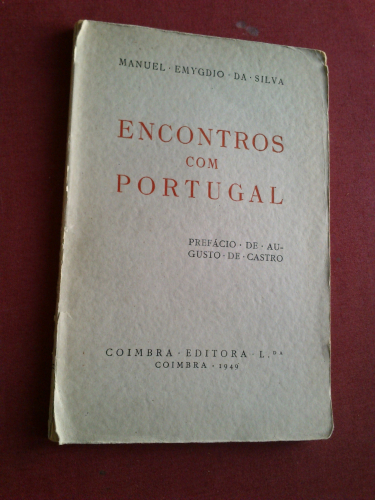 MANUEL · EMYGDIO · DA · SILVA
ENCONTROS
COM
PORTUGAL
PREFÁCIO · DE · AU-
GUSTO · DE · CASTRO
COIMBRA · EDITORA · L.ᴰᴬ
COIMBRA · 1949